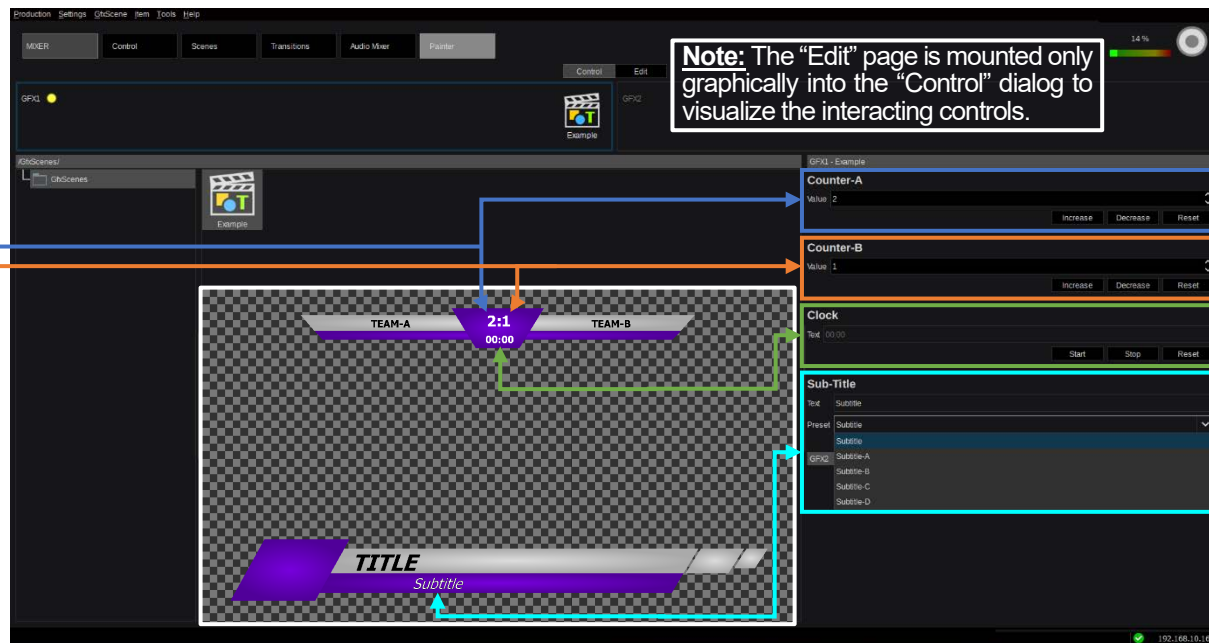 Production Settings GfxScene Item Tools Help
MIXER Control Scenes Transitions Audio Mixer Painter
14 %
Control Edit
Note: The “Edit” page is mounted only
graphically into the “Control” dialog to
visualize the interacting controls.
GFX1
Example
GFX2
/GfxScenes/
GfxScenes
Example
GFX1 - Example
Counter-A
Value 2
Increase Decrease Reset
Counter-B
Value 1
Increase Decrease Reset
Clock
Text 00:00
Start Stop Reset
Sub-Title
Text Subtitle
Preset Subtitle
Subtitle
GFX2 Subtitle-A
Subtitle-B
Subtitle-C
Subtitle-D
TEAM-A 2:1 TEAM-B
00:00
TITLE
Subtitle